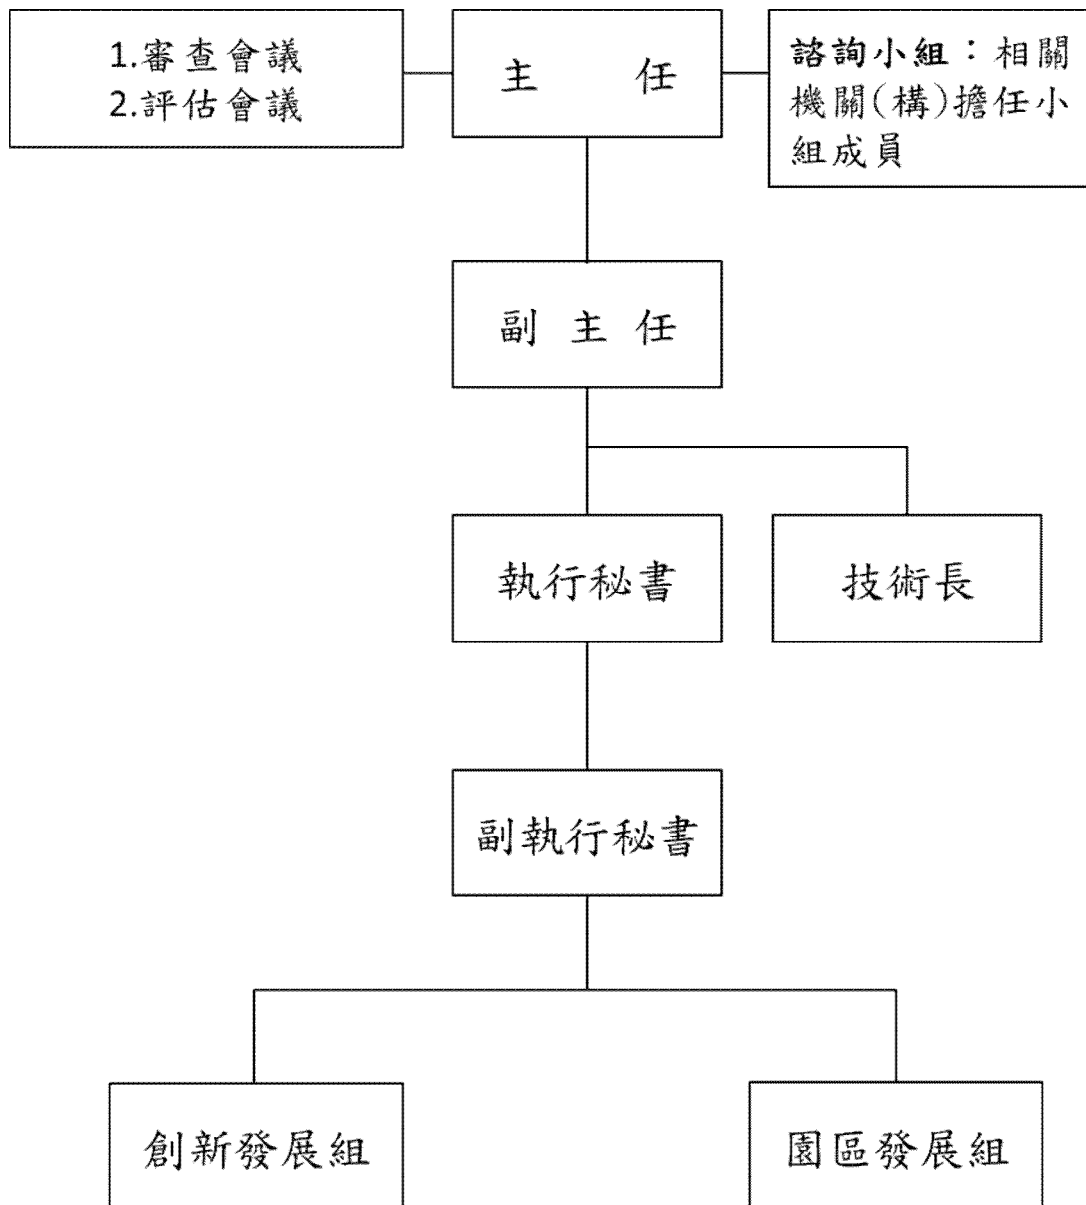 1.審查會議
2.評估會議
主 任
諮詢小組：相關
機關(構)擔任小
組成員
副 主 任
執行秘書
技術長
副執行秘書
創新發展組
園區發展組